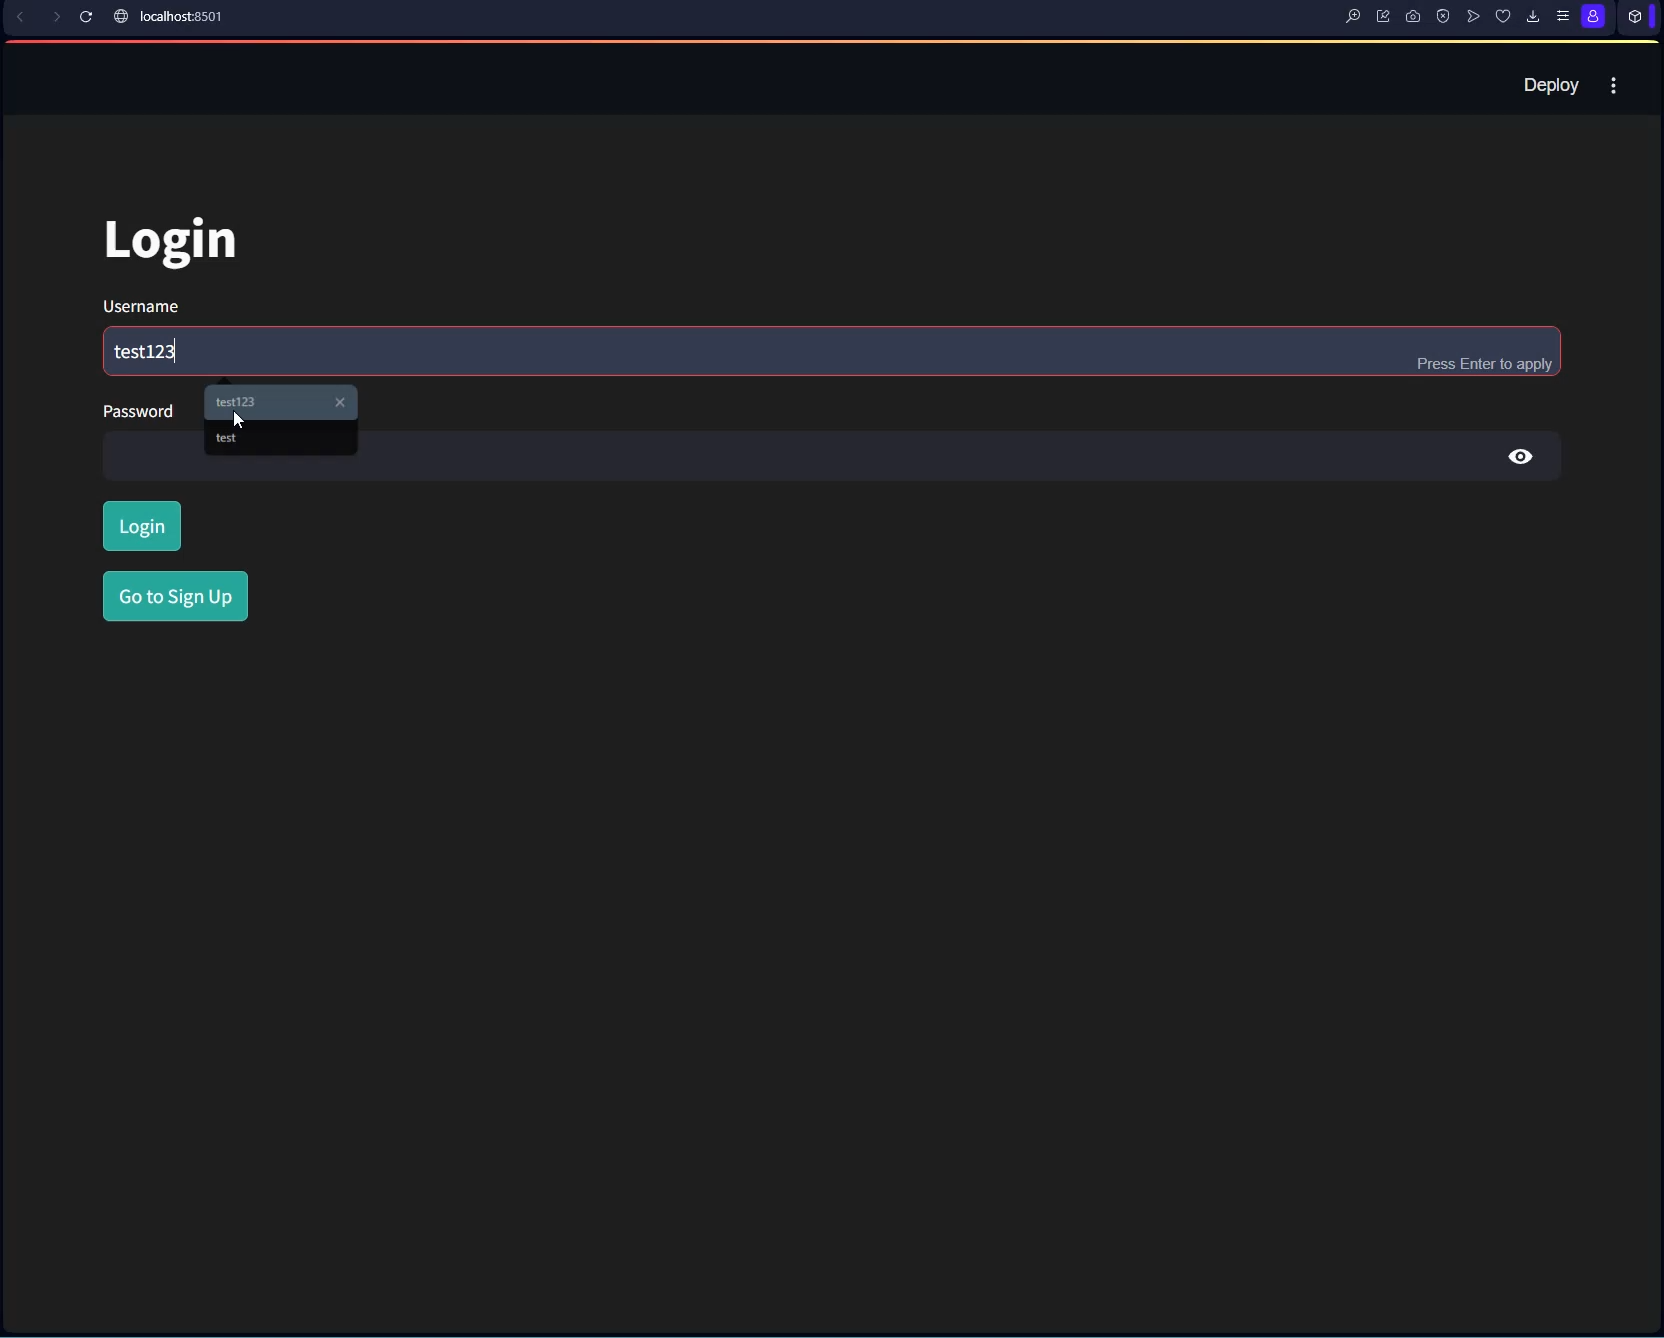 localhost:8501
Deploy
Login
Username
test123
Press Enter to apply
test123
Password
test
Login
Go to Sign Up